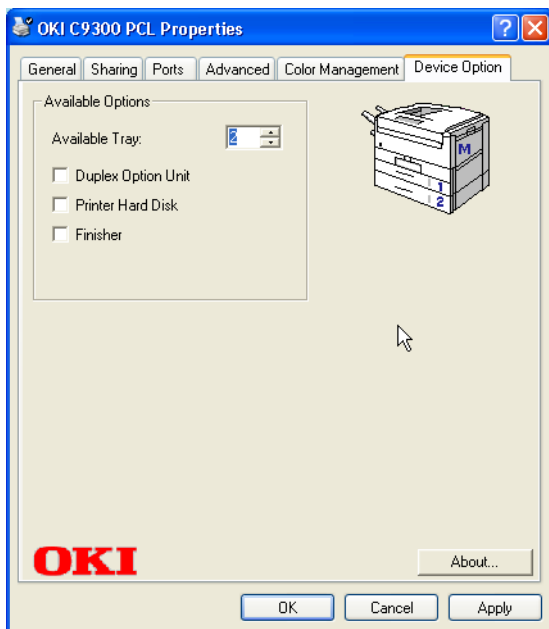 OKI C9300 PCL Properties
General Sharing Ports Advanced Color Management Device Option
Available Options
Available Tray: 2
Duplex Option Unit
Printer Hard Disk
Finisher
M
1
2
OKI
About...
OK Cancel Apply